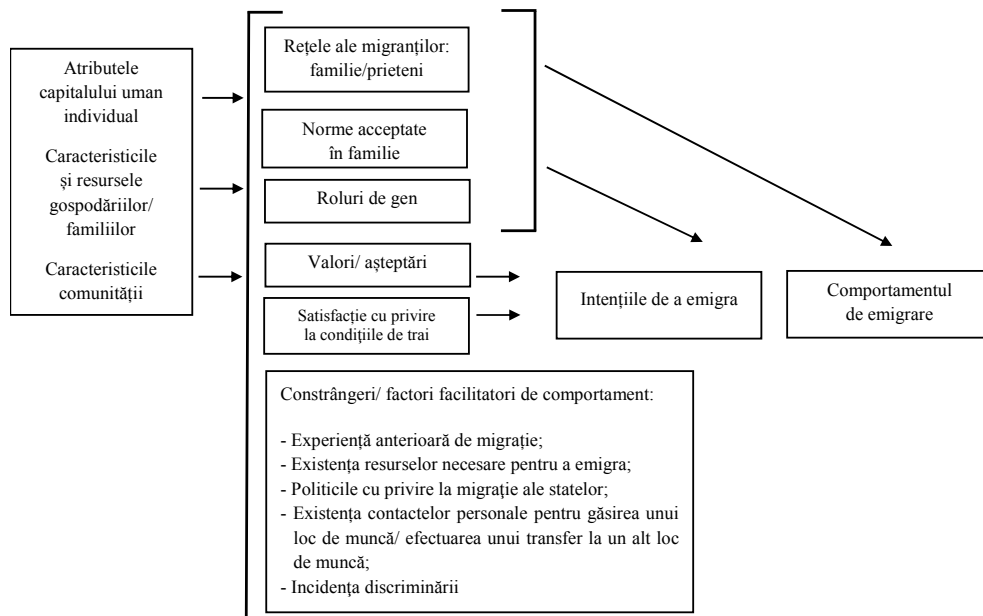 Atributele
capitalului uman
individual
Caracteristicile
și resursele
gospodăriilor/
familiilor
Caracteristicile
comunității
Rețele ale migranților:
familie/prieteni
Norme acceptate
în familie
Roluri de gen
Valori/ așteptări
Satisfacție cu privire
la condițiile de trai
Constrângeri/ factori facilitatori de comportament:
- Experiență anterioară de migrație;
- Existența resurselor necesare pentru a emigra;
- Politicile cu privire la migrație ale statelor;
- Existența contactelor personale pentru găsirea unui
loc de muncă/ efectuarea unui transfer la un alt loc
de muncă;
- Incidența discriminării
Intențiile de a emigra
Comportamentul
de emigrare